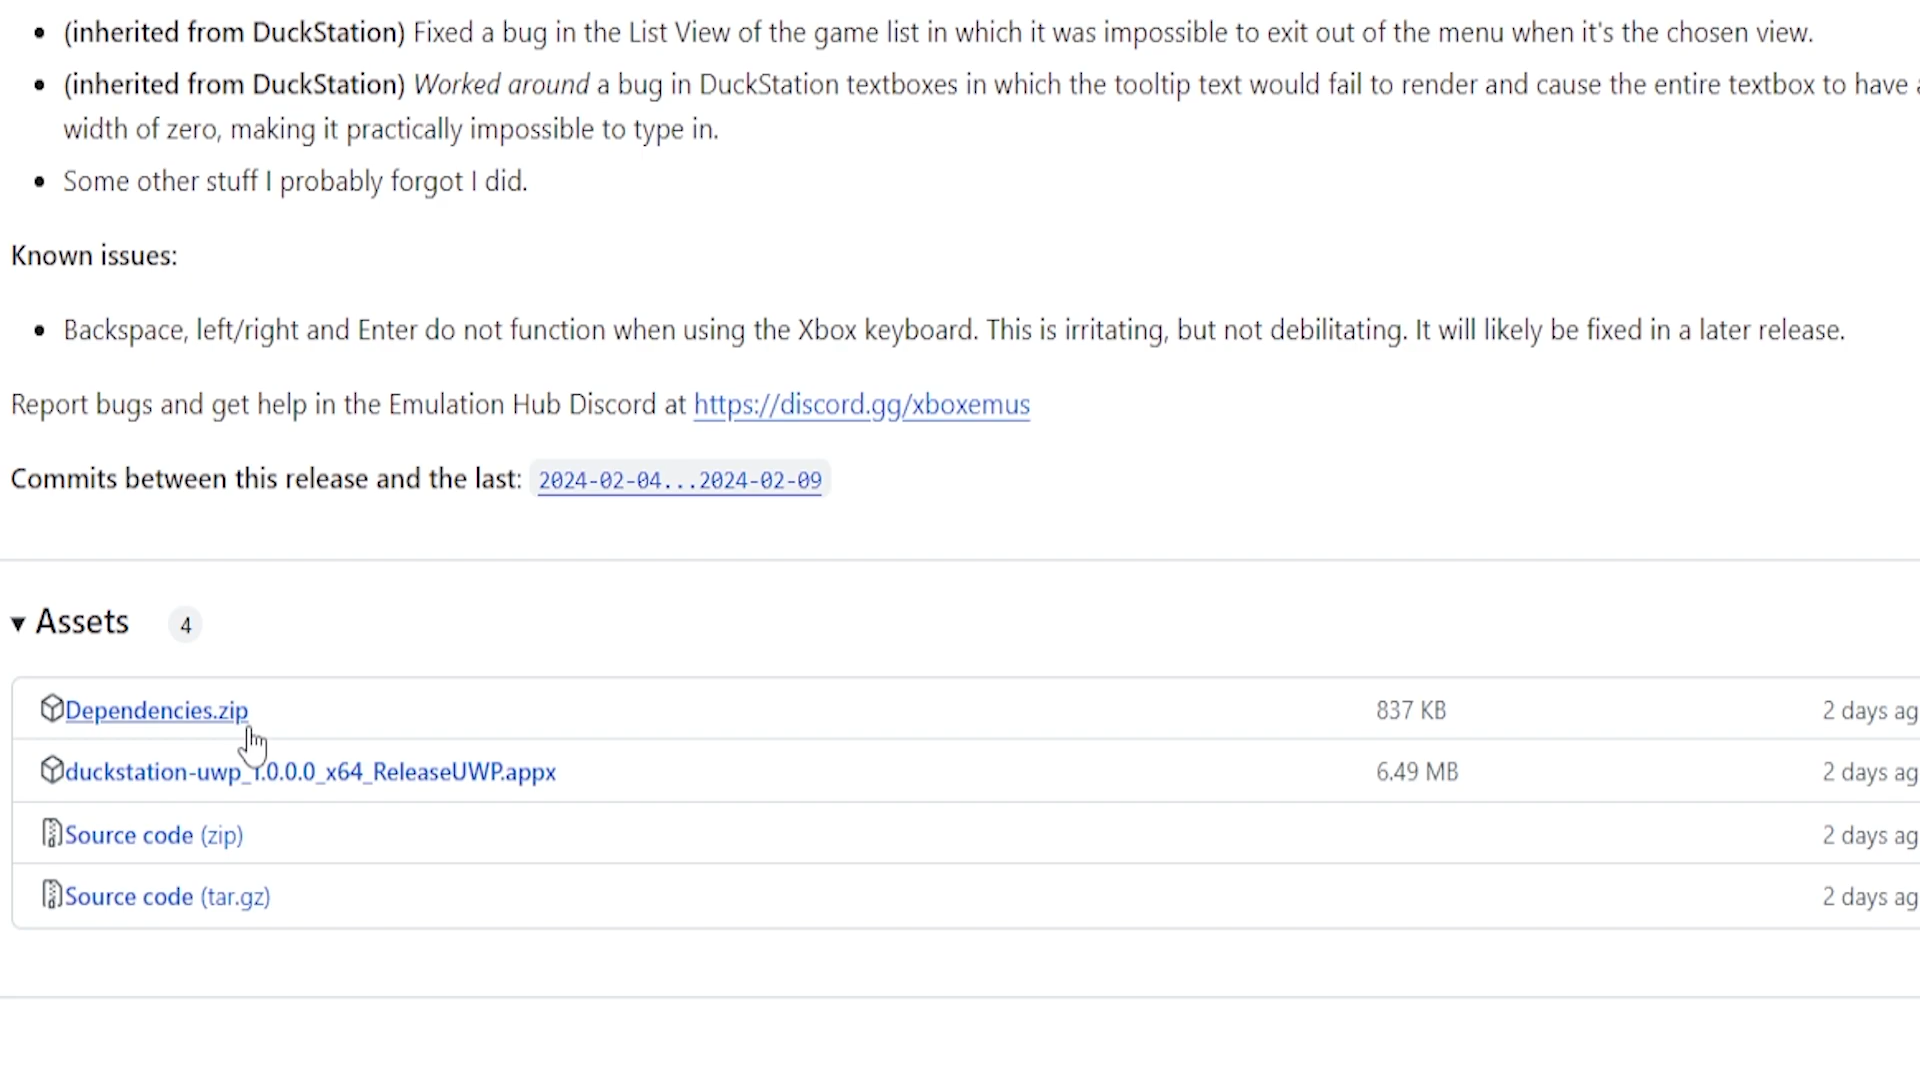 (inherited from DuckStation) Fixed a bug in the List View of the game list in which it was impossible to exit out of the menu when it's the chosen view.
(inherited from DuckStation) Worked around a bug in DuckStation textboxes in which the tooltip text would fail to render and cause the entire textbox to have a
width of zero, making it practically impossible to type in.
Some other stuff I probably forgot I did.
Known issues:
Backspace, left/right and Enter do not function when using the Xbox keyboard. This is irritating, but not debilitating. It will likely be fixed in a later release.
Report bugs and get help in the Emulation Hub Discord at https://discord.gg/xboxemus
Commits between this release and the last: 2024-02-04...2024-02-09
Assets 4
Dependencies.zip 837 KB 2 days ag
duckstation-uwp_1.0.0.0_x64_ReleaseUWP.appx 6.49 MB 2 days ag
Source code (zip) 2 days ag
Source code (tar.gz) 2 days ag